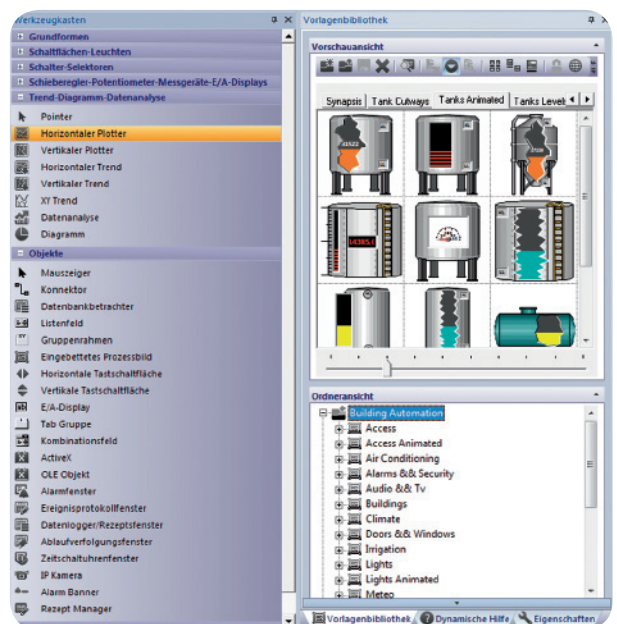 Werkzeugkasten
Grundformen
Schaltflächen-Leuchten
Schalter-Selektoren
Schieberegler-Potentiometer-Messgeräte-E/A-Displays
Trend-Diagramm-Datenanalyse
Pointer
Horizontaler Plotter
Vertikaler Plotter
Horizontaler Trend
Vertikaler Trend
XY Trend
Datenanalyse
Diagramm
Objekte
Mauszeiger
Konnektor
Datenbankbetrachter
Listenfeld
Gruppenrahmen
Eingebettetes Prozessbild
Horizontale Tastschaltfläche
Vertikale Tastschaltfläche
E/A-Display
Tab Gruppe
Kombinationsfeld
ActiveX
OLE Objekt
Alarmfenster
Ereignisprotokollfenster
Datenlogger/Rezeptsfenster
Ablaufverfolgungsfenster
Zeitschaltuhrenfenster
IP Kamera
Alarm Banner
Rezept Manager
Vorlagenbibliothek
Vorschauansicht
Synapsis
Tank Cutways
Tanks Animated
Tanks Levels
Ordneransicht
Building Automation
Access
Access Animated
Air Conditioning
Alarms && Security
Audio && Tv
Buildings
Climate
Doors && Windows
Irrigation
Lights
Lights Animated
Meteo
Vorlagenbibliothek
Dynamische Hilfe
Eigenschaften